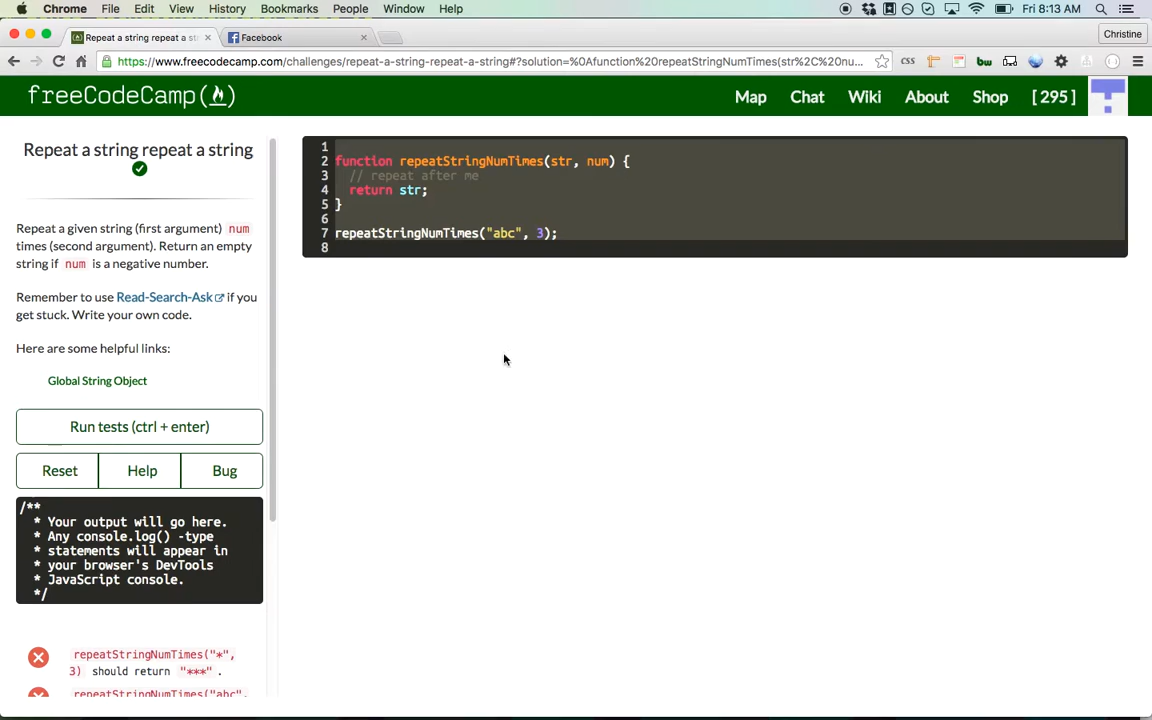 Chrome File Edit View History Bookmarks People Window Help Fri 8:13 AM
Repeat a string repeat a st Facebook Christine
https://www.freecodecamp.com/challenges/repeat-a-string-repeat-a-string#?solution=%0Afunction%20repeatStringNumTimes(str%2C%20nu... CSS bw
freeCodeCamp Map Chat Wiki About Shop [ 295 ]
Repeat a string repeat a string
Repeat a given string (first argument) num
times (second argument). Return an empty
string if num is a negative number.
Remember to use Read-Search-Ask if you
get stuck. Write your own code.
Here are some helpful links:
Global String Object
Run tests (ctrl + enter)
Reset Help Bug
/**
* Your output will go here.
* Any console.log() -type
* statements will appear in
* your browser's DevTools
* JavaScript console.
*/
repeatStringNumTimes("*",
3) should return "***".
repeatStringNumTimes("abc",
1
2 function repeatStringNumTimes(str, num) {
3 // repeat after me
4 return str;
5 }
6
7 repeatStringNumTimes("abc", 3);
8